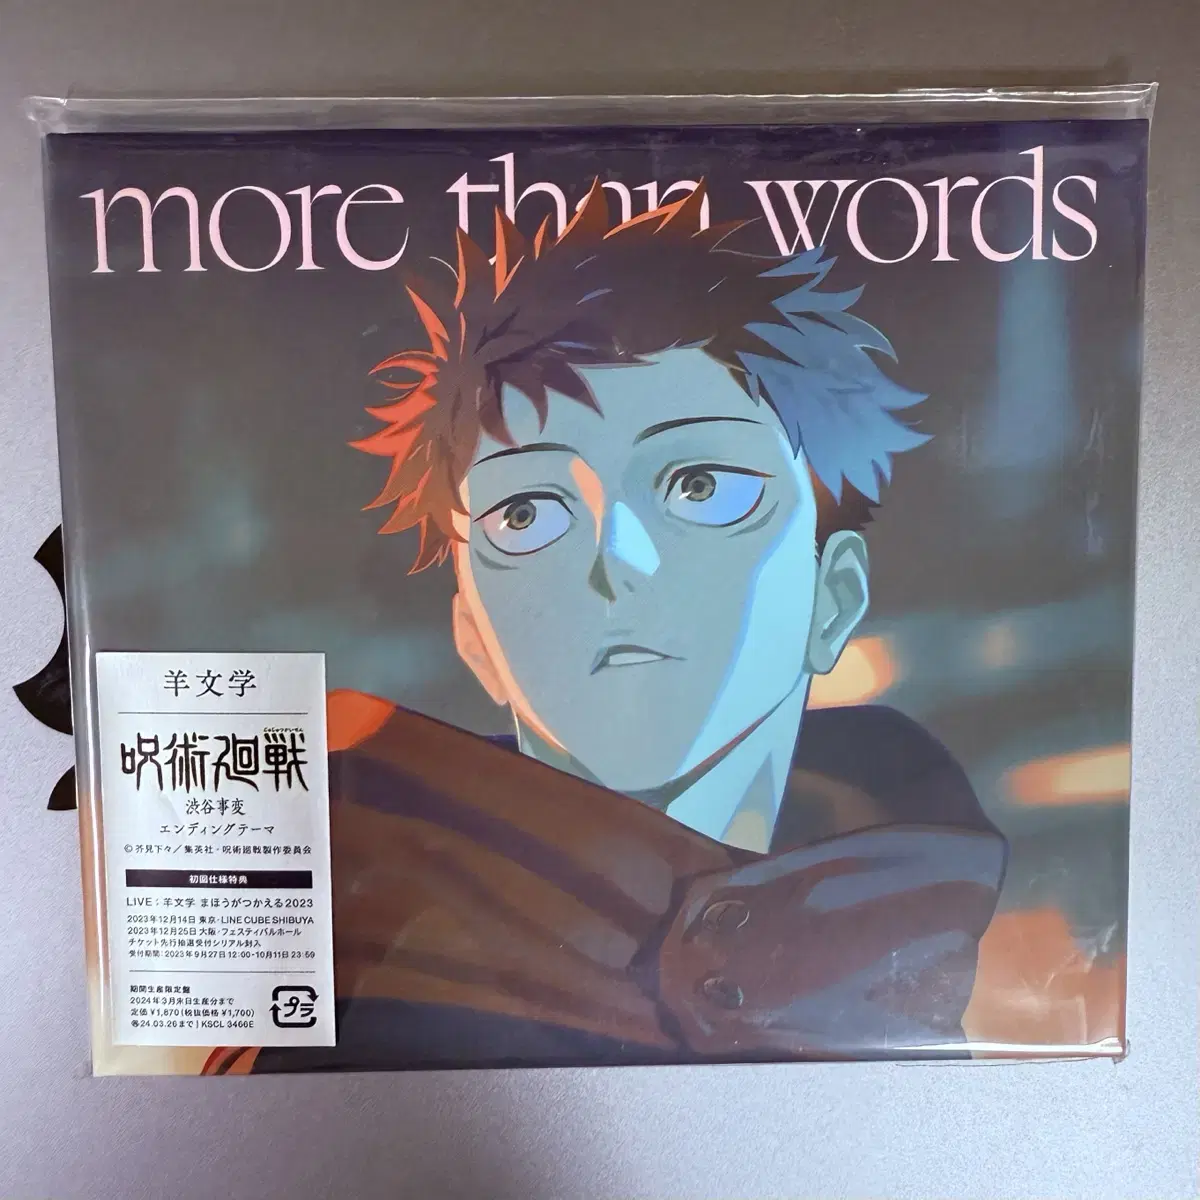 more than words
羊文学
じゅじゅつかいせん
呪術廻戦
渋谷事変
エンディングテーマ
©芥見下々／集英社・呪術廻戦製作委員会
初回仕様特典
LIVE：羊文学 まほうがつかえる2023
2023年12月14日 東京・LINE CUBE SHIBUYA
2023年12月25日 大阪・フェスティバルホール
チケット先行抽選受付シリアル封入
受付期間：2023年9月27日 12:00-10月11日 23:59
期間生産限定盤
2024年3月末日生産分まで
定価 ¥1,870(税抜価格 ¥1,700)
㋫24.03.26まで | KSCL 3466E
プラ